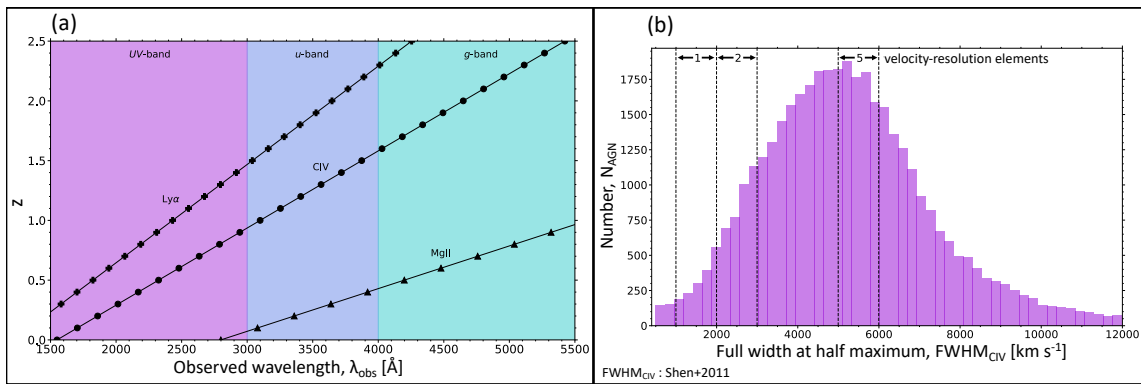 (a)
UV-band u-band g-band
2.5
2.0
1.5
1.0
0.5
0.0
z
Lyα
CIV
MgII
1500 2000 2500 3000 3500 4000 4500 5000 5500
Observed wavelength, λobs [Å]
(b)
1 2 5 velocity-resolution elements
1750
1500
1250
1000
750
500
250
0
Number, NAGN
2000 4000 6000 8000 10000 12000
Full width at half maximum, FWHMCIV [km s⁻¹]
FWHMCIV : Shen+2011